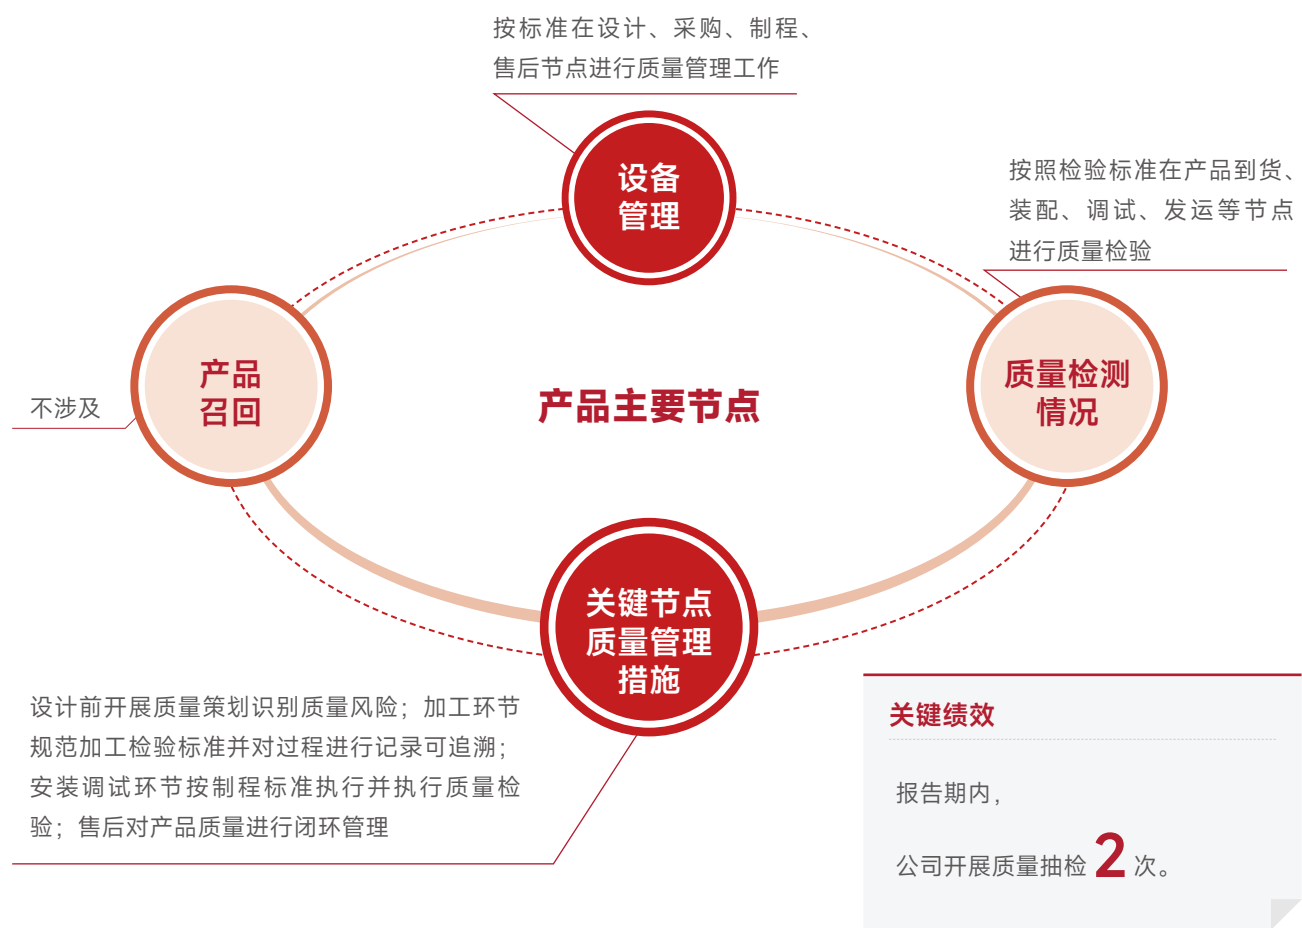 按标准在设计、采购、制程、
售后节点进行质量管理工作
设备
管理
按照检验标准在产品到货、
装配、调试、发运等节点
进行质量检验
产品
召回
质量检测
情况
不涉及
产品主要节点
关键节点
质量管理
措施
设计前开展质量策划识别质量风险；加工环节
规范加工检验标准并对过程进行记录可追溯；
安装调试环节按制程标准执行并执行质量检
验；售后对产品质量进行闭环管理
关键绩效
报告期内，
公司开展质量抽检 2 次。